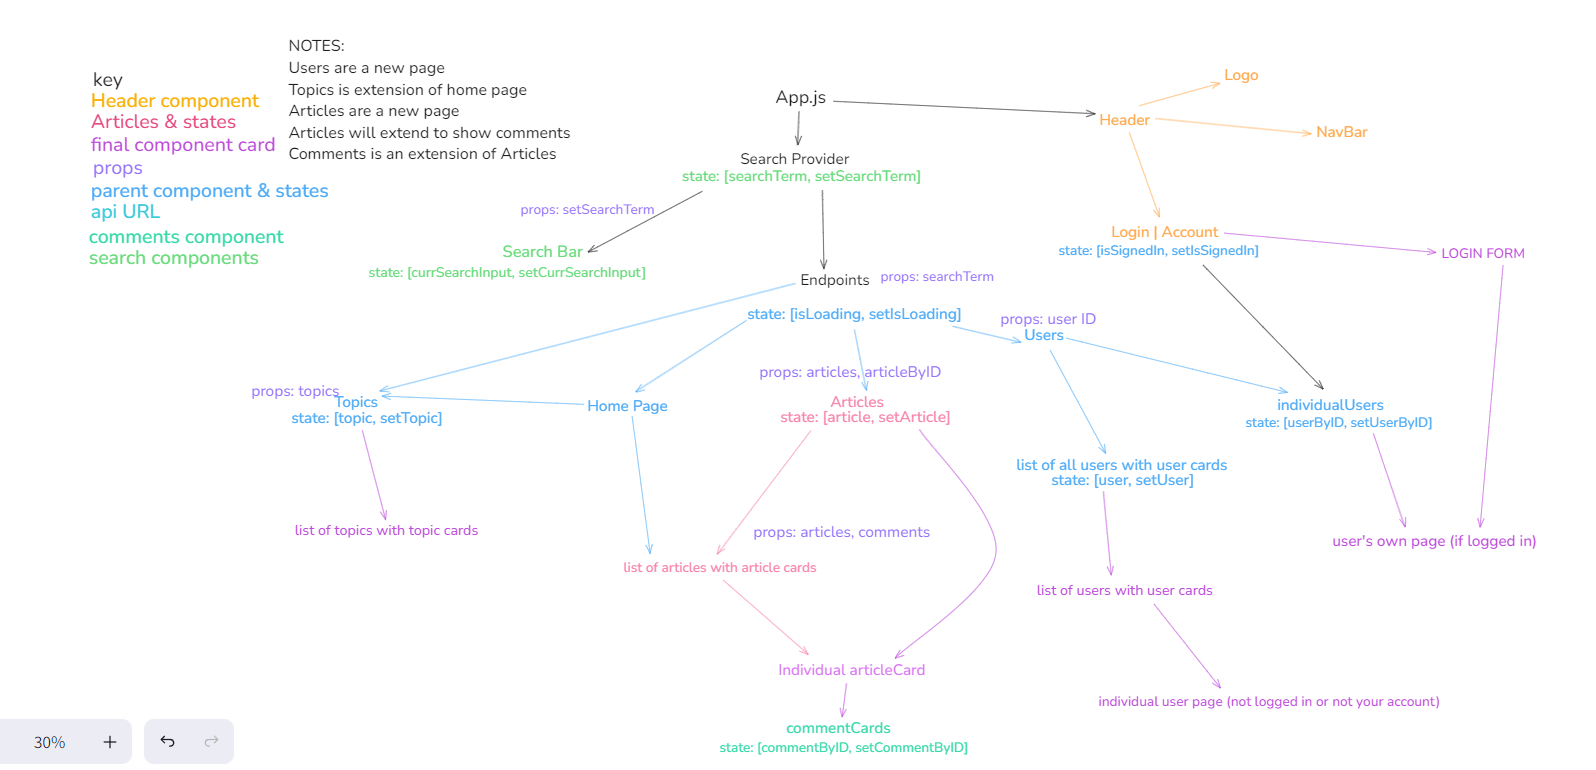 key
Header component
Articles & states
final component card
props
parent component & states
api URL
comments component
search components
NOTES:
Users are a new page
Topics is extension of home page
Articles are a new page
Articles will extend to show comments
Comments is an extension of Articles
App.js
Header
Logo
NavBar
Search Provider
state: [searchTerm, setSearchTerm]
props: setSearchTerm
Search Bar
state: [currSearchInput, setCurrSearchInput]
Login | Account
state: [isSignedIn, setIsSignedIn]
LOGIN FORM
Endpoints
props: searchTerm
state: [isLoading, setIsLoading]
props: user ID
Users
props: topics
Topics
state: [topic, setTopic]
Home Page
props: articles, articleByID
Articles
state: [article, setArticle]
individualUsers
state: [userByID, setUserByID]
list of all users with user cards
state: [user, setUser]
list of topics with topic cards
props: articles, comments
list of articles with article cards
user's own page (if logged in)
list of users with user cards
Individual articleCard
individual user page (not logged in or not your account)
commentCards
state: [commentByID, setCommentByID]
30%